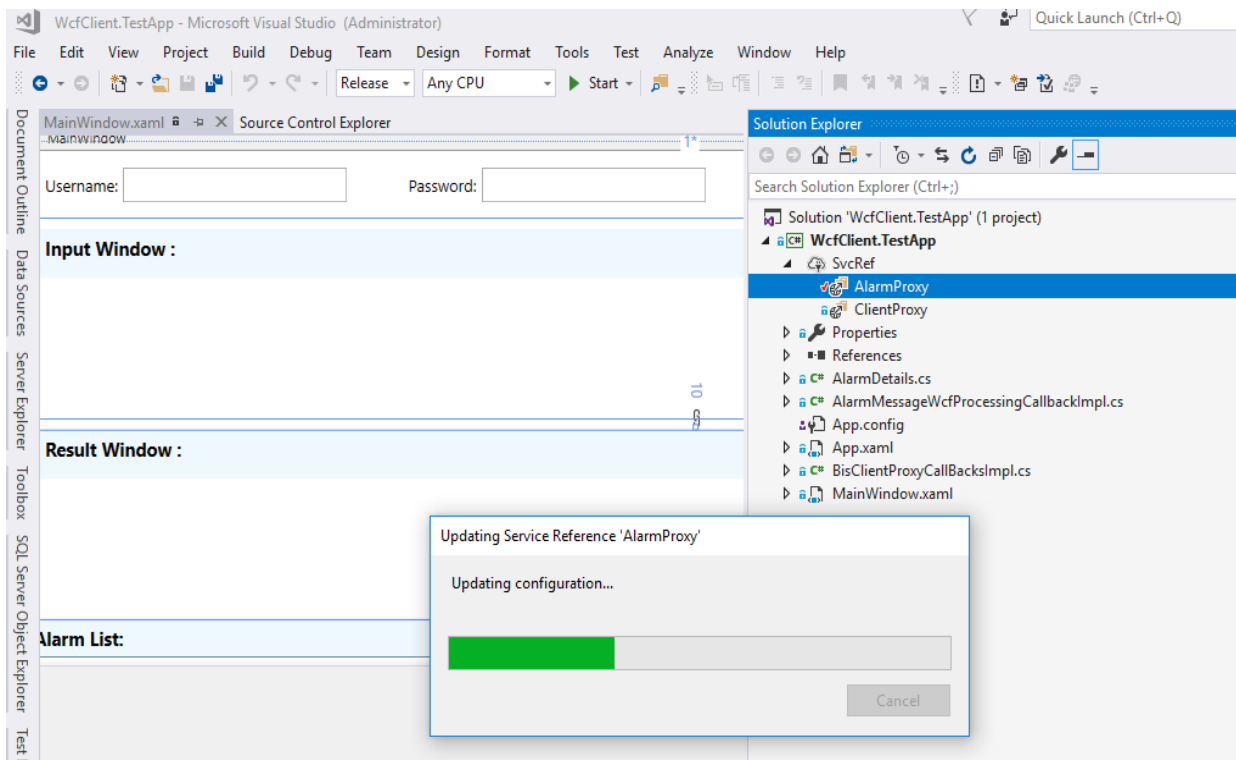 WcfClient.TestApp - Microsoft Visual Studio (Administrator)
Quick Launch (Ctrl+Q)
File Edit View Project Build Debug Team Design Format Tools Test Analyze Window Help
Release Any CPU Start
Document Outline
Data Sources
Server Explorer
Toolbox
SQL Server Object Explorer
Test
MainWindow.xaml Source Control Explorer
MainWindow
1*
Username: Password:
Input Window :
10
Result Window :
Alarm List:
Solution Explorer
Search Solution Explorer (Ctrl+;)
Solution 'WcfClient.TestApp' (1 project)
C# WcfClient.TestApp
SvcRef
AlarmProxy
ClientProxy
Properties
References
C# AlarmDetails.cs
C# AlarmMessageWcfProcessingCallbackImpl.cs
App.config
App.xaml
C# BisClientProxyCallBacksImpl.cs
MainWindow.xaml
Updating Service Reference 'AlarmProxy'
Updating configuration...
Cancel